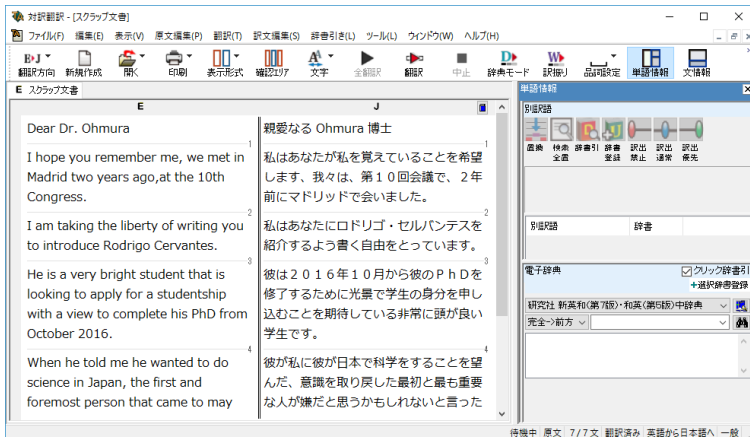 対訳翻訳 - [スクラップ文書]
ファイル(F) 編集(E) 表示(V) 原文編集(P) 翻訳(T) 訳文編集(S) 辞書引き(L) ツール(L) ウィンドウ(W) ヘルプ(H)
E▸J 翻訳方向 新規作成 開く 印刷 表示形式 確認エリア 文字 全翻訳 翻訳 中止 辞典モード 訳振り 品詞設定 単語情報 文情報
E スクラップ文書
E J
Dear Dr. Ohmura
親愛なる Ohmura 博士
1 1
I hope you remember me, we met in
Madrid two years ago,at the 10th
Congress.
私はあなたが私を覚えていることを希望
します、我々は、第１０回会議で、２年
前にマドリッドで会いました。
2 2
I am taking the liberty of writing you
to introduce Rodrigo Cervantes.
私はあなたにロドリゴ・セルバンテスを
紹介するよう書く自由をとっています。
3 3
He is a very bright student that is
looking to apply for a studentship
with a view to complete his PhD from
October 2016.
彼は２０１６年１０月から彼のＰｈＤを
修了するために光景で学生の身分を申し
込むことを期待している非常に頭が良い
学生です。
4 4
When he told me he wanted to do
science in Japan, the first and
foremost person that came to may
彼が私に彼が日本で科学をすることを望
んだ、意識を取り戻した最初と最も重要
な人が嫌だと思うかもしれないと言った
単語情報
別訳語
置換 検索全置 辞書引 辞書登録 訳出禁止 訳出通常 訳出優先
別訳語 辞書
電子辞典 クリック辞書引
+選択辞書登録
研究社 新英和(第7版)・和英(第5版)中辞典
完全->前方
待機中 原文 7/7文 翻訳済み 英語から日本語へ 一般